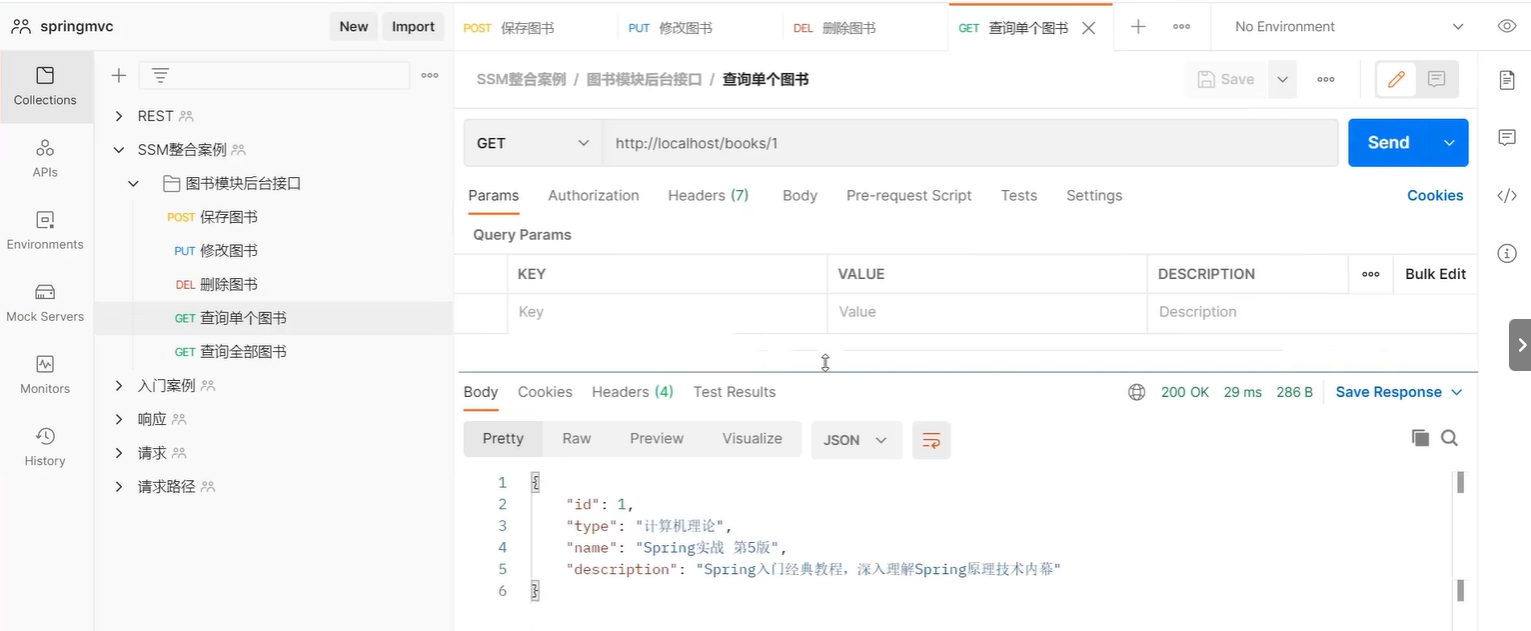 springmvc New Import POST 保存图书 PUT 修改图书 DEL 删除图书 GET 查询单个图书 No Environment
Collections
APIs
Environments
Mock Servers
Monitors
History
REST
SSM整合案例
图书模块后台接口
POST 保存图书
PUT 修改图书
DEL 删除图书
GET 查询单个图书
GET 查询全部图书
入门案例
响应
请求
请求路径
SSM整合案例 / 图书模块后台接口 / 查询单个图书 Save
GET http://localhost/books/1 Send
Params Authorization Headers (7) Body Pre-request Script Tests Settings Cookies
Query Params
KEY VALUE DESCRIPTION Bulk Edit
Key Value Description
Body Cookies Headers (4) Test Results 200 OK 29 ms 286 B Save Response
Pretty Raw Preview Visualize JSON
1 {
2 "id": 1,
3 "type": "计算机理论",
4 "name": "Spring实战 第5版",
5 "description": "Spring入门经典教程，深入理解Spring原理技术内幕"
6 }